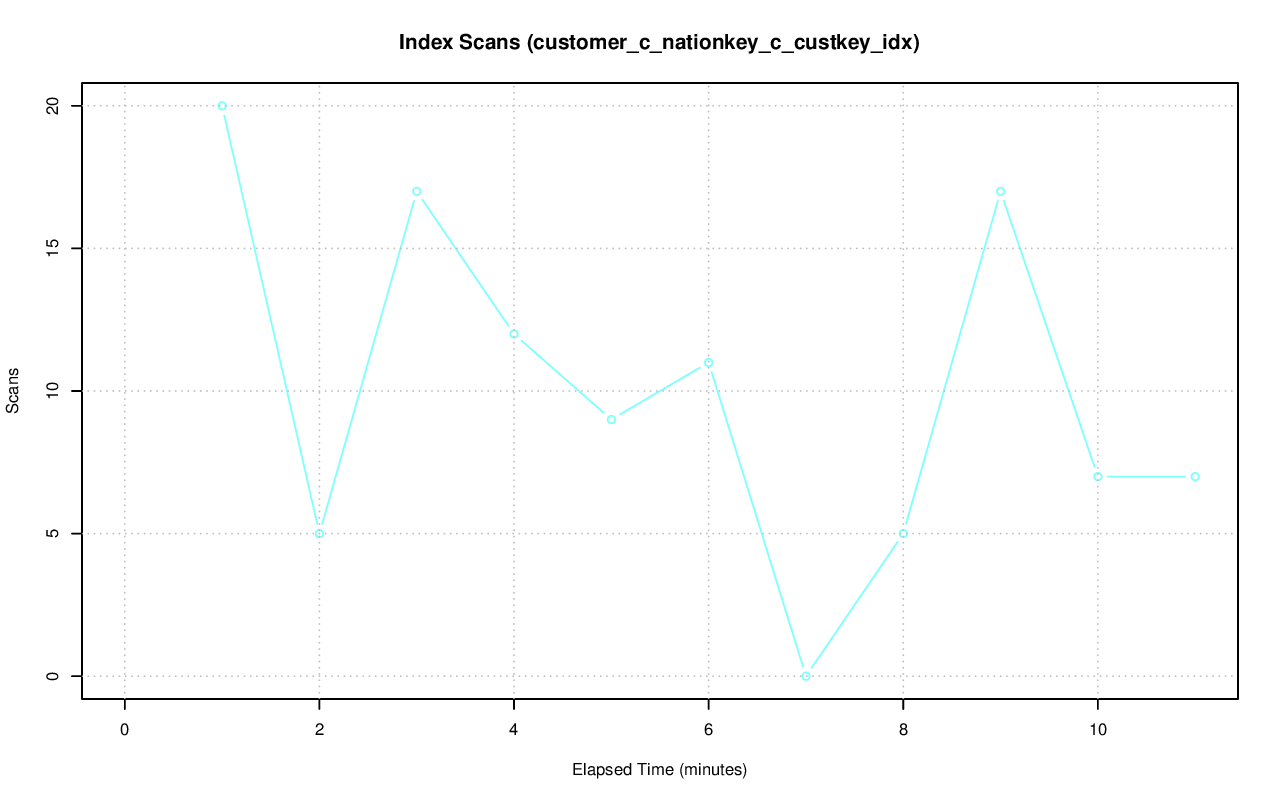 Index Scans (customer_c_nationkey_c_custkey_idx)
Scans
20
15
10
5
0
0 2 4 6 8 10
Elapsed Time (minutes)